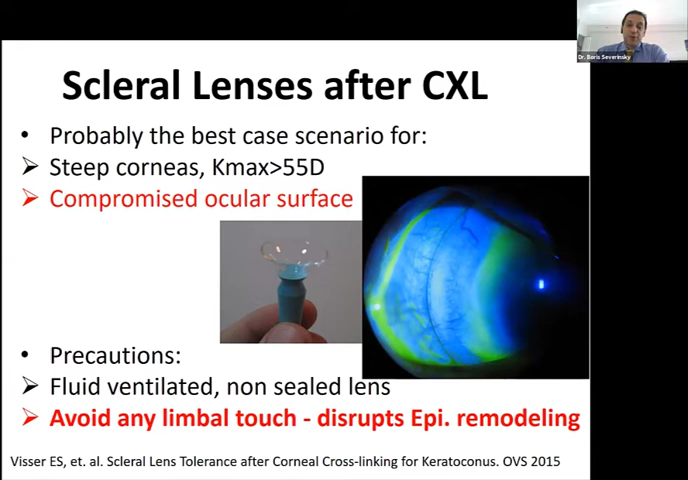 Dr. Boris Severinsky
Scleral Lenses after CXL
• Probably the best case scenario for:
➢ Steep corneas, Kmax>55D
➢ Compromised ocular surface
• Precautions:
➢ Fluid ventilated, non sealed lens
➢ Avoid any limbal touch - disrupts Epi. remodeling
Visser ES, et. al. Scleral Lens Tolerance after Corneal Cross-linking for Keratoconus. OVS 2015